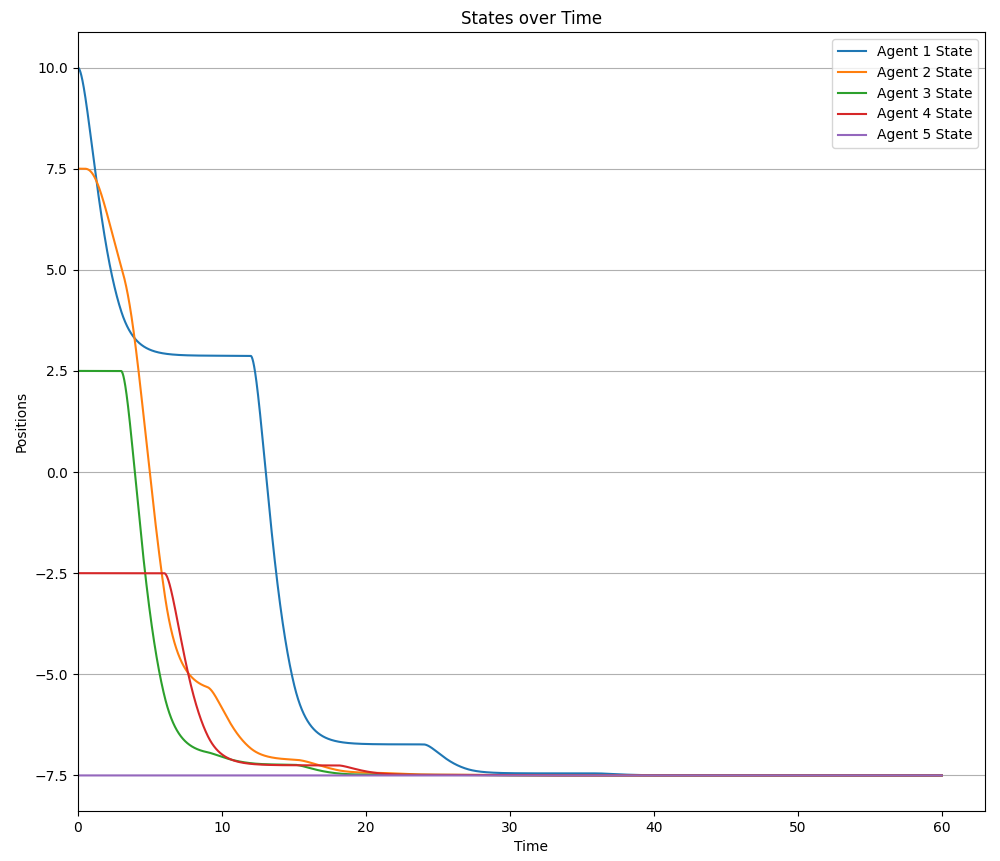 States over Time
Agent 1 State
Agent 2 State
Agent 3 State
Agent 4 State
Agent 5 State
Positions
10.0
7.5
5.0
2.5
0.0
−2.5
−5.0
−7.5
0 10 20 30 40 50 60
Time